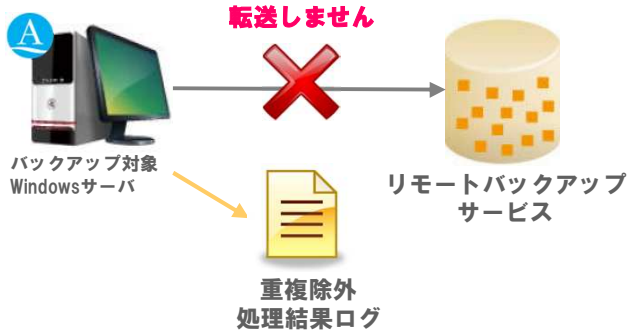 転送しません
A
バックアップ対象
Windowsサーバ
リモートバックアップ
サービス
重複除外
処理結果ログ